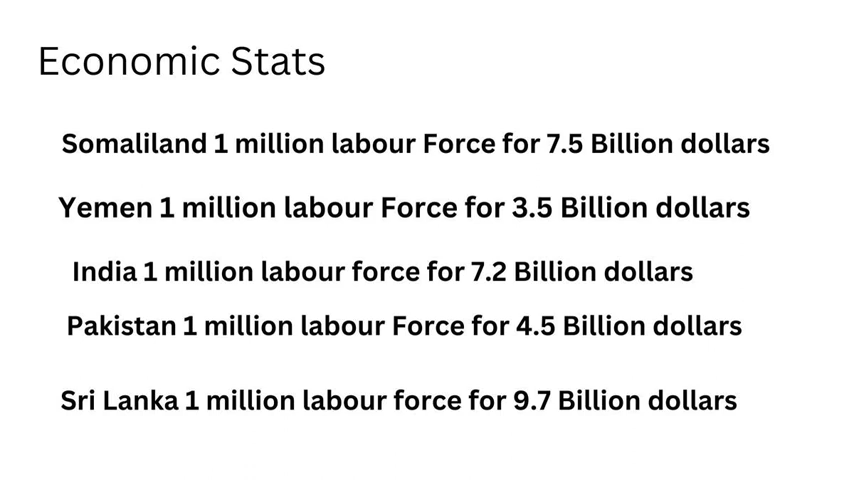 Economic Stats
Somaliland 1 million labour Force for 7.5 Billion dollars
Yemen 1 million labour Force for 3.5 Billion dollars
India 1 million labour force for 7.2 Billion dollars
Pakistan 1 million labour Force for 4.5 Billion dollars
Sri Lanka 1 million labour force for 9.7 Billion dollars